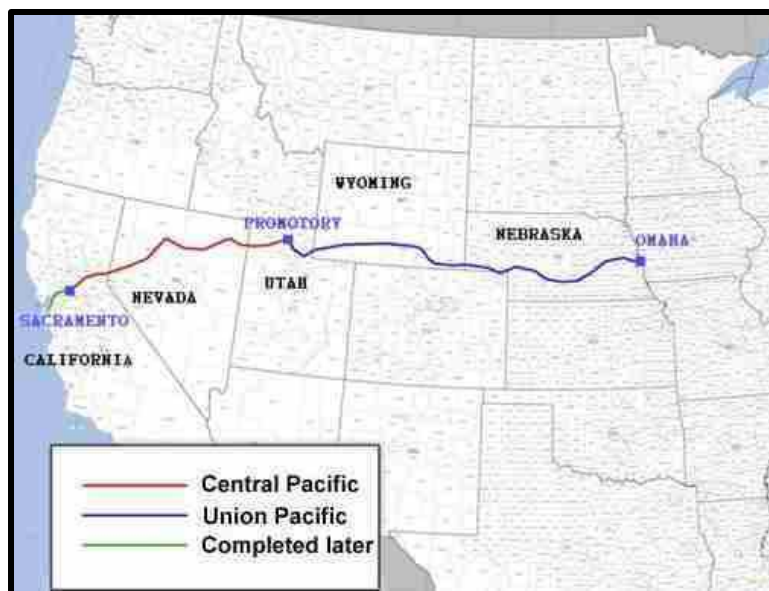 WYOMING
PROMOTORY
NEBRASKA
OMAHA
UTAH
NEVADA
SACRAMENTO
CALIFORNIA
Central Pacific
Union Pacific
Completed later